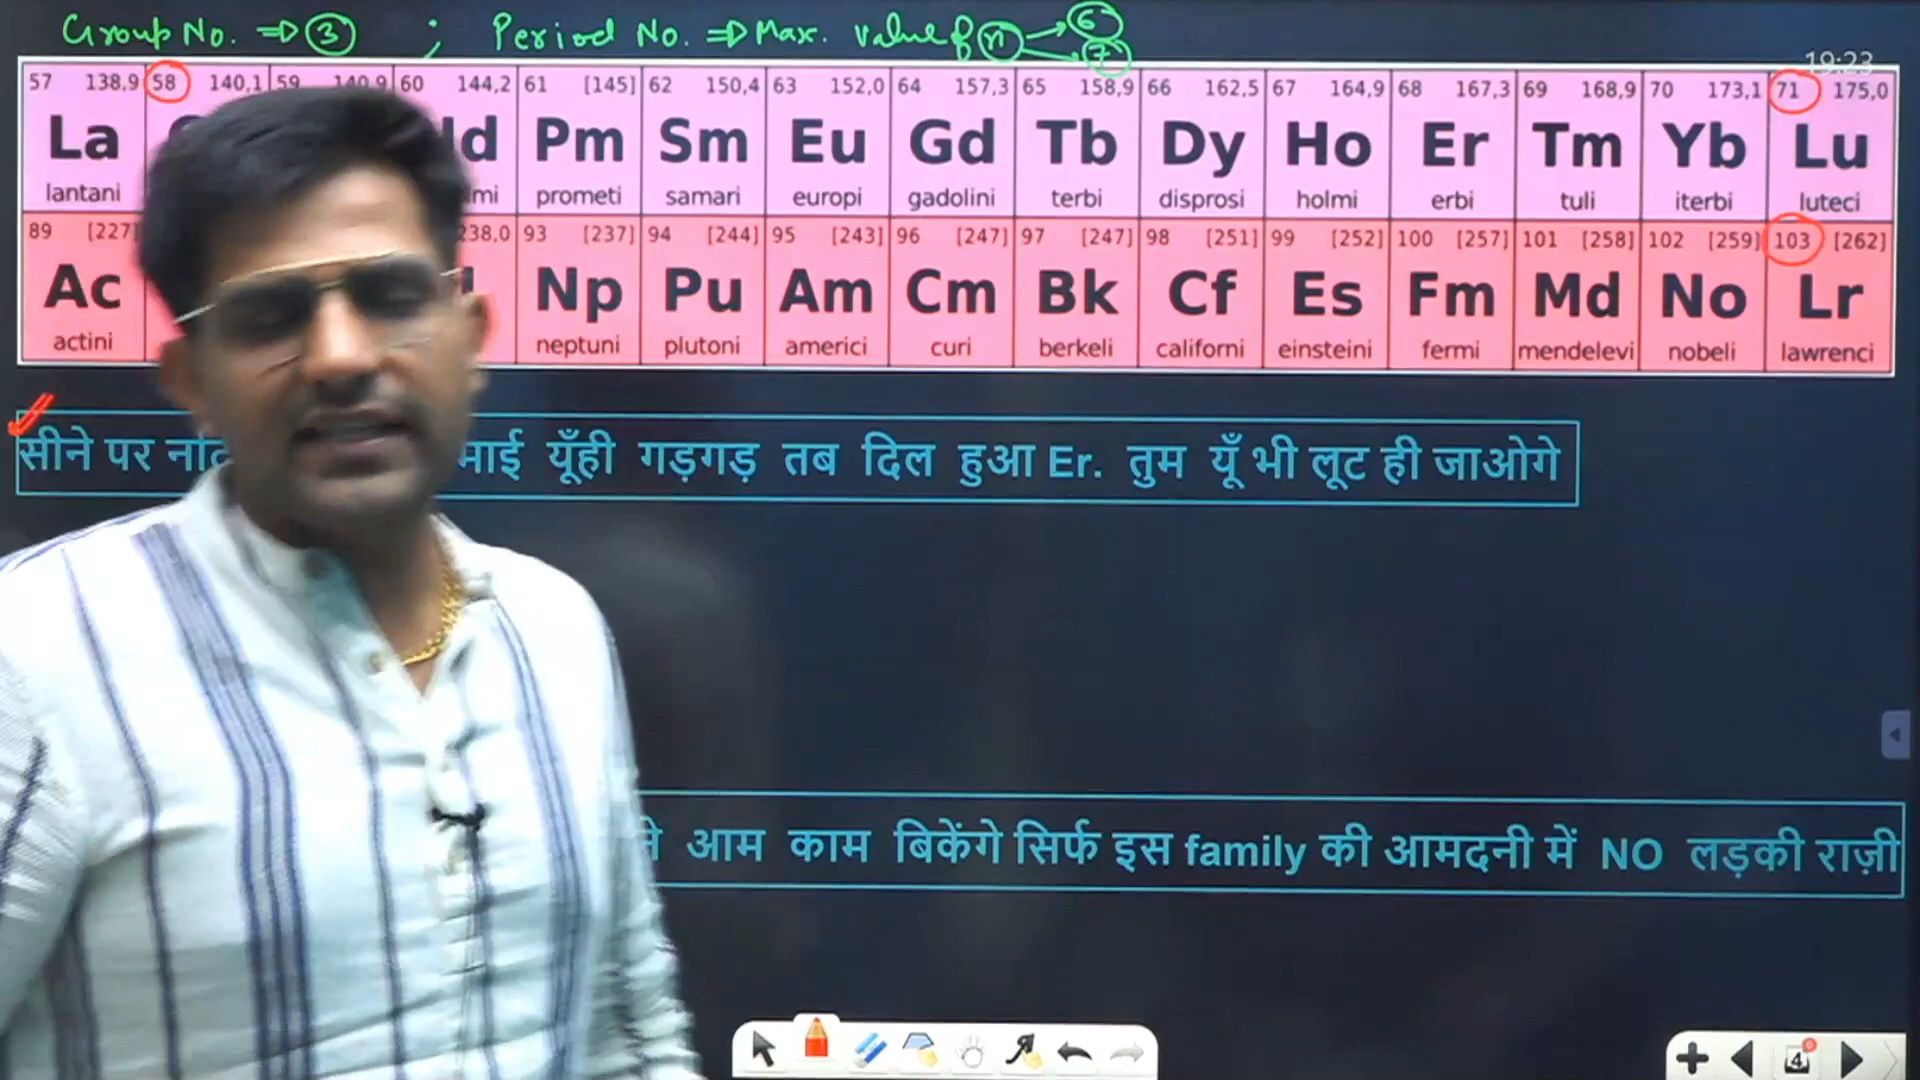 Group No. ⇒ 3 ; Period No. ⇒ Max. value of n → 6
→ 7
19:23
57 138,9 58 140,1 59 140,9 60 144,2 61 [145] 62 150,4 63 152,0 64 157,3 65 158,9 66 162,5 67 164,9 68 167,3 69 168,9 70 173,1 71 175,0
La Pm Sm Eu Gd Tb Dy Ho Er Tm Yb Lu
lantani prometi samari europi gadolini terbi disprosi holmi erbi tuli iterbi luteci
89 [227] 238,0 93 [237] 94 [244] 95 [243] 96 [247] 97 [247] 98 [251] 99 [252] 100 [257] 101 [258] 102 [259] 103 [262]
Ac Np Pu Am Cm Bk Cf Es Fm Md No Lr
actini neptuni plutoni americi curi berkeli californi einsteini fermi mendelevi nobeli lawrenci
सीने पर यूँही गड़गड़ तब दिल हुआ Er. तुम यूँ भी लूट ही जाओगे
आम काम बिकेंगे सिर्फ इस family की आमदनी में NO लड़की राज़ी
4